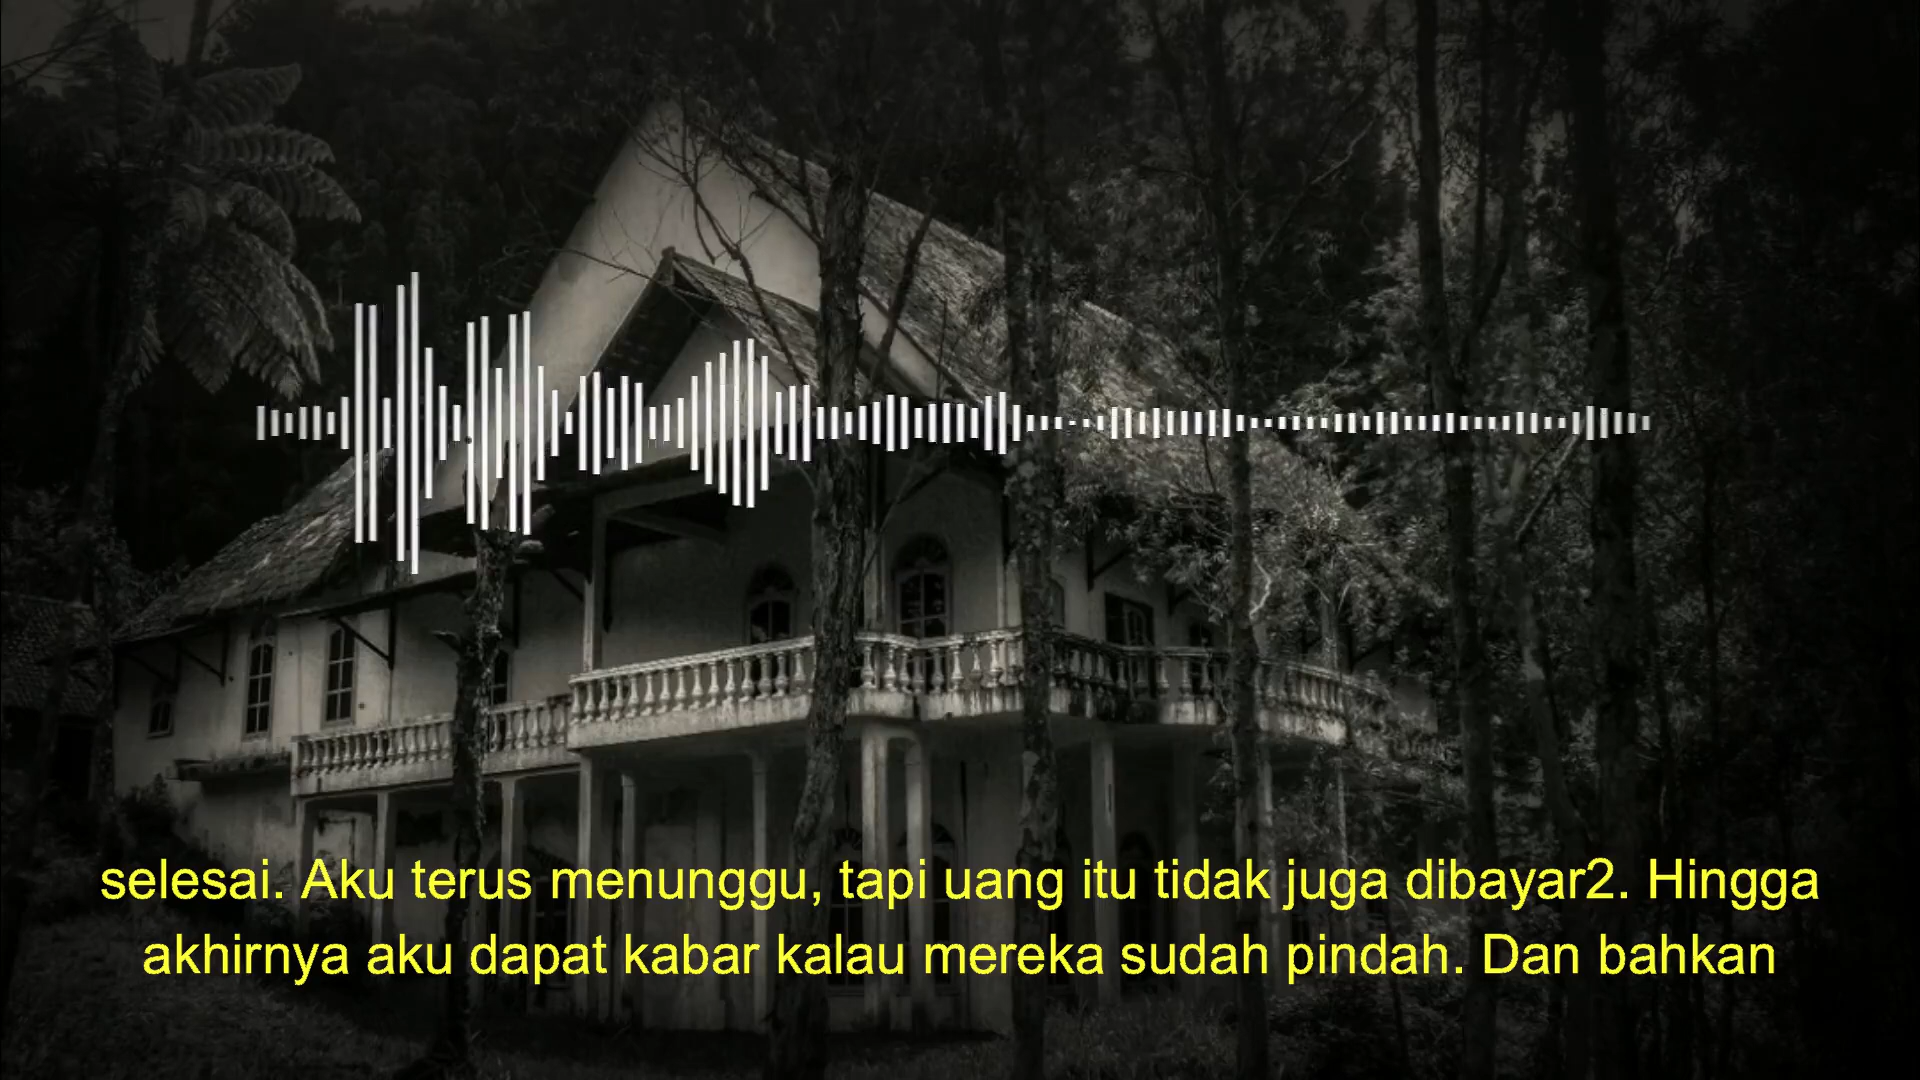 selesai. Aku terus menunggu, tapi uang itu tidak juga dibayar2. Hingga
akhirnya aku dapat kabar kalau mereka sudah pindah. Dan bahkan